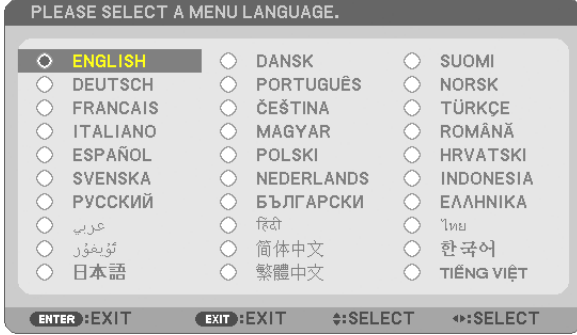 PLEASE SELECT A MENU LANGUAGE.
ENGLISH DANSK SUOMI
DEUTSCH PORTUGUÊS NORSK
FRANCAIS ČEŠTINA TÜRKÇE
ITALIANO MAGYAR ROMÂNĂ
ESPAÑOL POLSKI HRVATSKI
SVENSKA NEDERLANDS INDONESIA
РУССКИЙ БЪЛГАРСКИ ΕΛΛΗΝΙΚΑ
عربي हिंदी ไทย
ئۇيغۇر 简体中文 한국어
日本語 繁體中文 TIẾNG VIỆT
ENTER :EXIT EXIT :EXIT :SELECT :SELECT